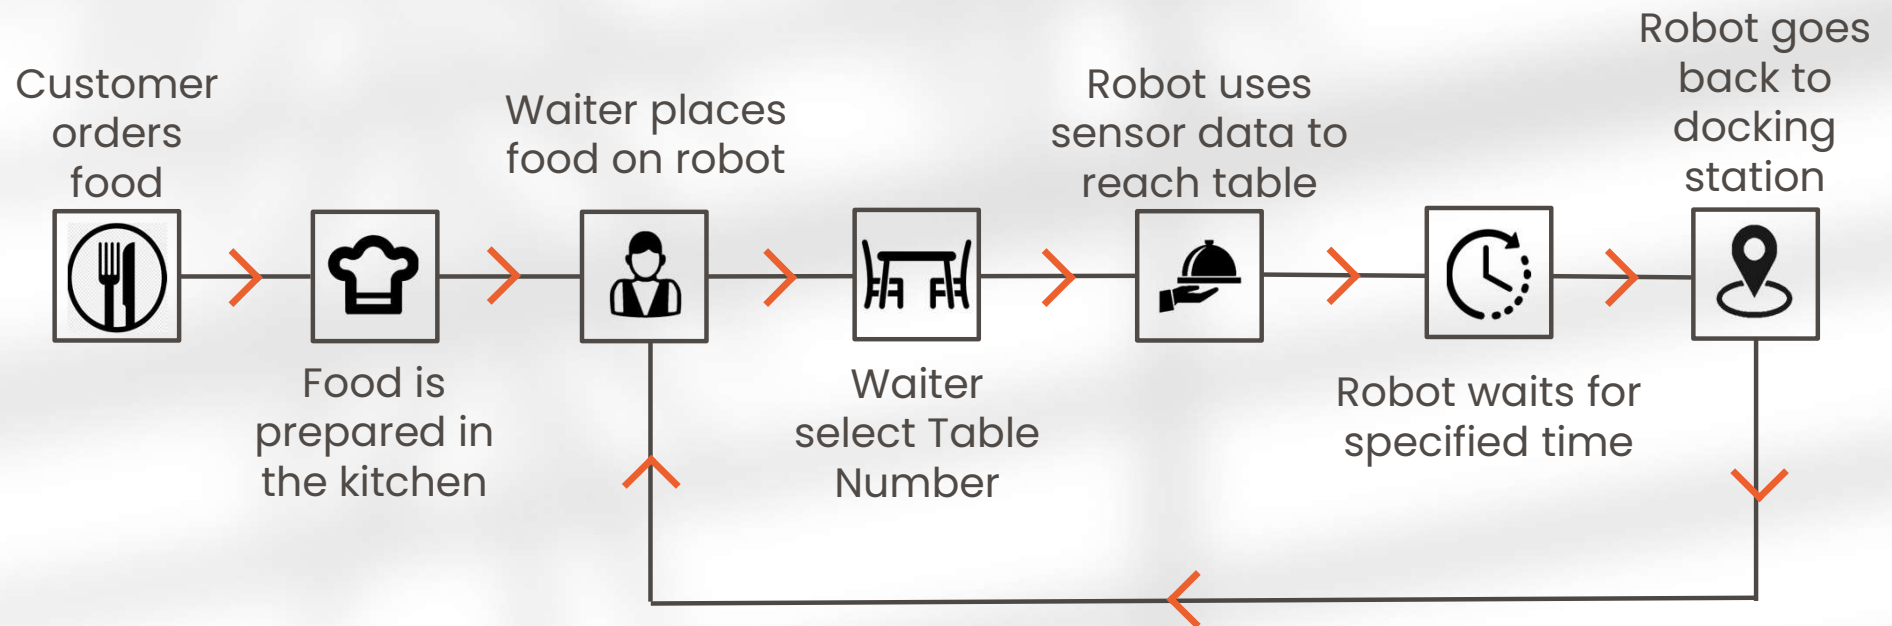 Customer
orders
food
Food is
prepared in
the kitchen
Waiter places
food on robot
Waiter
select Table
Number
Robot uses
sensor data to
reach table
Robot waits for
specified time
Robot goes
back to
docking
station